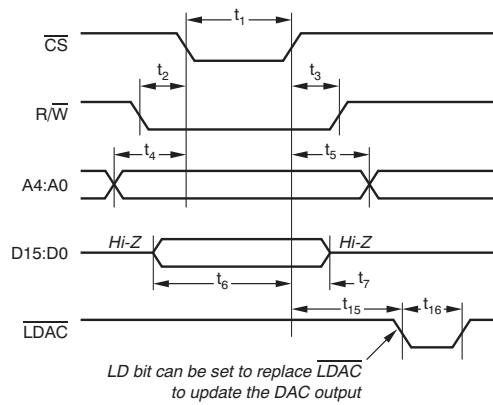 t1
CS
t2
t3
R/W
t4
t5
A4:A0
Hi-Z
Hi-Z
D15:D0
t6
t7
t15
t16
LDAC
LD bit can be set to replace LDAC
to update the DAC output